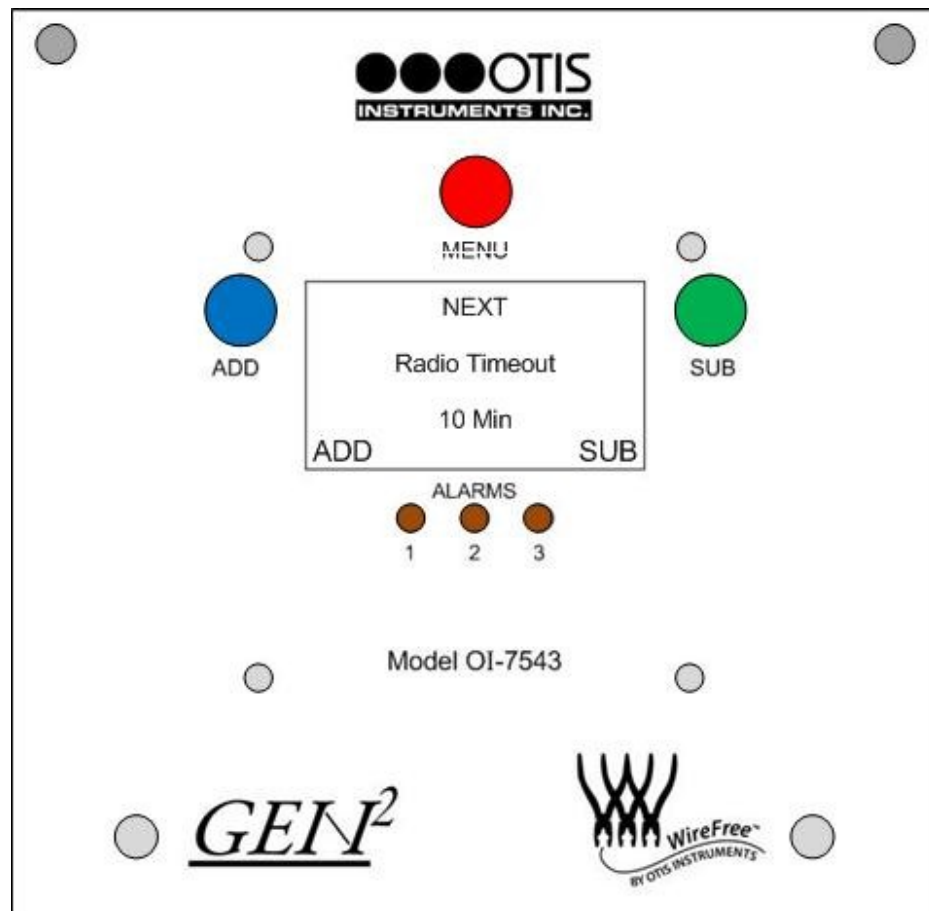 OTIS
INSTRUMENTS INC.
MENU
ADD
SUB
NEXT
Radio Timeout
10 Min
ADD SUB
ALARMS
1 2 3
Model OI-7543
GEN²
WireFree™
BY OTIS INSTRUMENTS